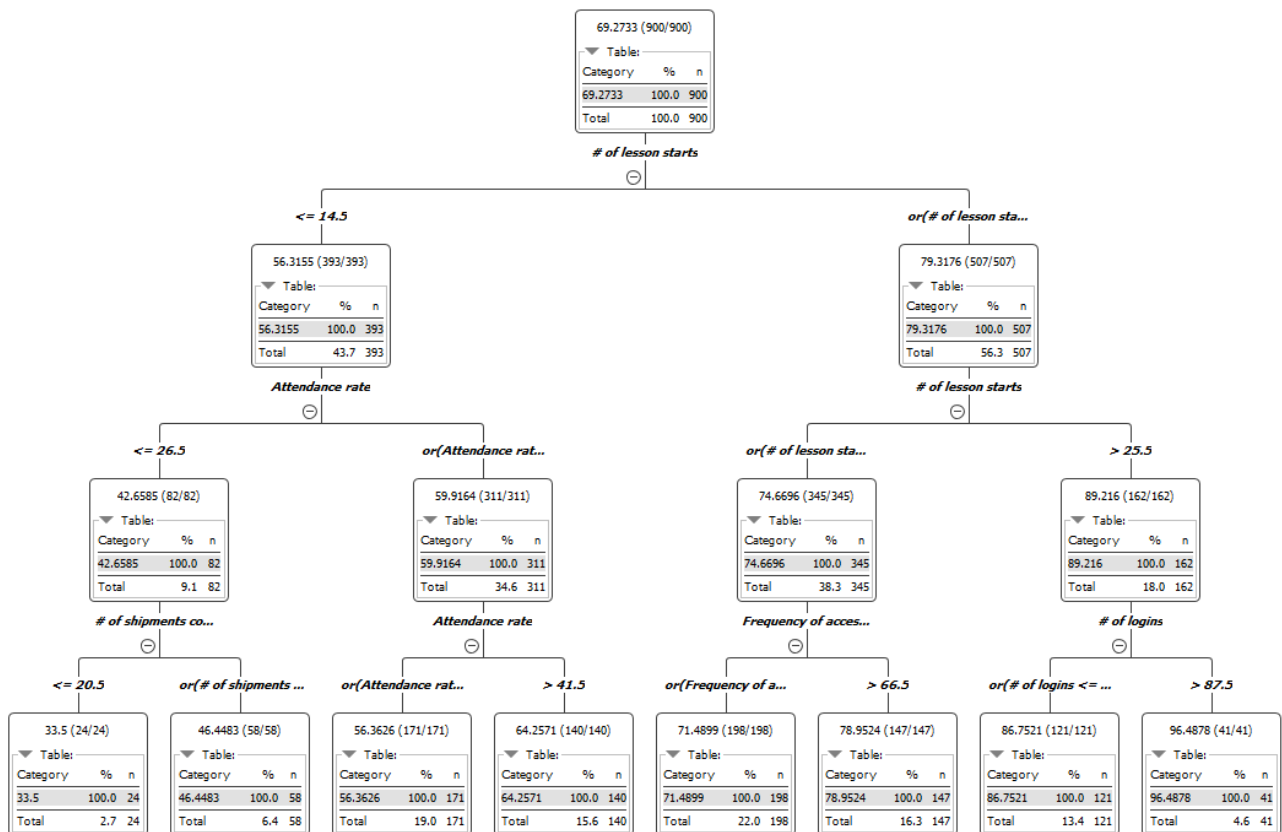 69.2733 (900/900)
Table:
Category % n
69.2733 100.0 900
Total 100.0 900
# of lesson starts
<= 14.5
or(# of lesson sta...
56.3155 (393/393)
Table:
Category % n
56.3155 100.0 393
Total 43.7 393
79.3176 (507/507)
Table:
Category % n
79.3176 100.0 507
Total 56.3 507
Attendance rate
# of lesson starts
<= 26.5
or(Attendance rat...
or(# of lesson sta...
> 25.5
42.6585 (82/82)
Table:
Category % n
42.6585 100.0 82
Total 9.1 82
59.9164 (311/311)
Table:
Category % n
59.9164 100.0 311
Total 34.6 311
74.6696 (345/345)
Table:
Category % n
74.6696 100.0 345
Total 38.3 345
89.216 (162/162)
Table:
Category % n
89.216 100.0 162
Total 18.0 162
# of shipments co...
Attendance rate
Frequency of acces...
# of logins
<= 20.5
or(# of shipments ...
or(Attendance rat...
> 41.5
or(Frequency of a...
> 66.5
or(# of logins <= ...
> 87.5
33.5 (24/24)
Table:
Category % n
33.5 100.0 24
Total 2.7 24
46.4483 (58/58)
Table:
Category % n
46.4483 100.0 58
Total 6.4 58
56.3626 (171/171)
Table:
Category % n
56.3626 100.0 171
Total 19.0 171
64.2571 (140/140)
Table:
Category % n
64.2571 100.0 140
Total 15.6 140
71.4899 (198/198)
Table:
Category % n
71.4899 100.0 198
Total 22.0 198
78.9524 (147/147)
Table:
Category % n
78.9524 100.0 147
Total 16.3 147
86.7521 (121/121)
Table:
Category % n
86.7521 100.0 121
Total 13.4 121
96.4878 (41/41)
Table:
Category % n
96.4878 100.0 41
Total 4.6 41